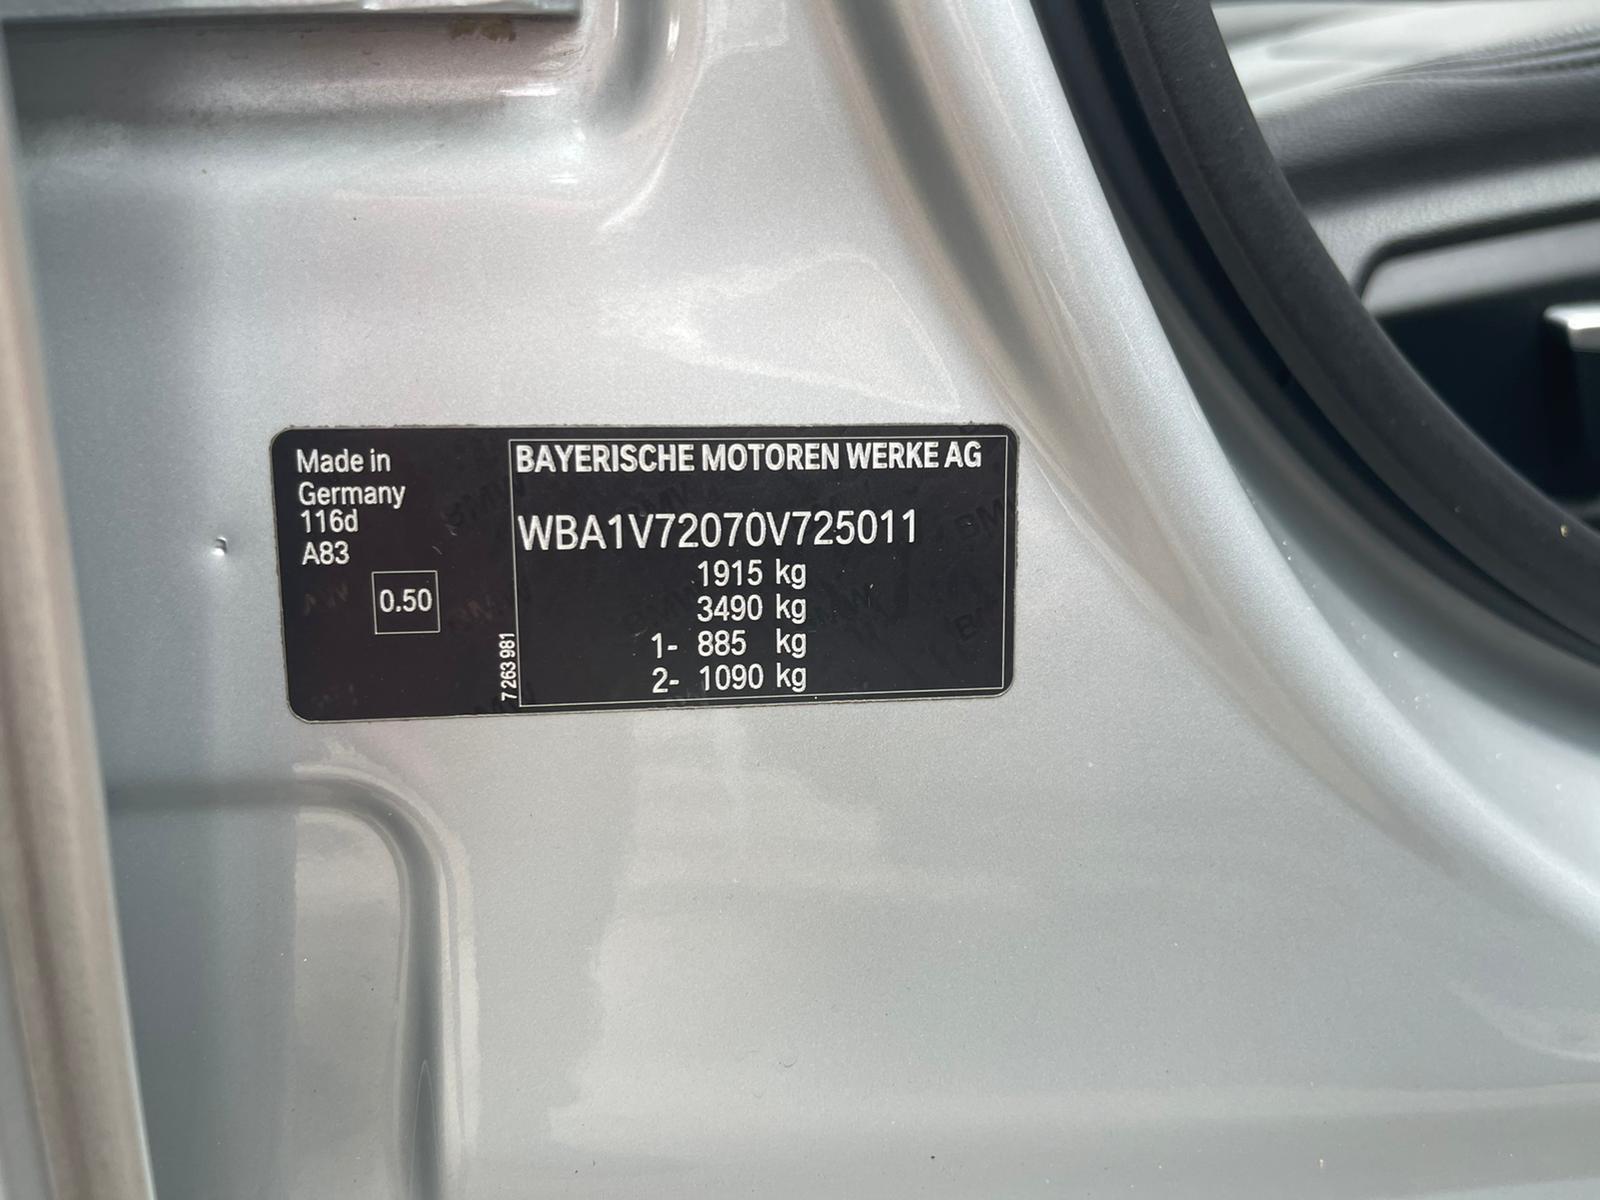 Made in
Germany
116d
A83
0.50
7 263 981
BAYERISCHE MOTOREN WERKE AG
WBA1V72070V725011
1915 kg
3490 kg
1- 885 kg
2- 1090 kg